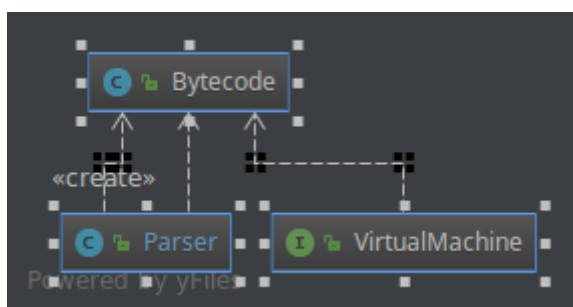 C Bytecode
«create»
C Parser
I VirtualMachine
Powered by yFiles